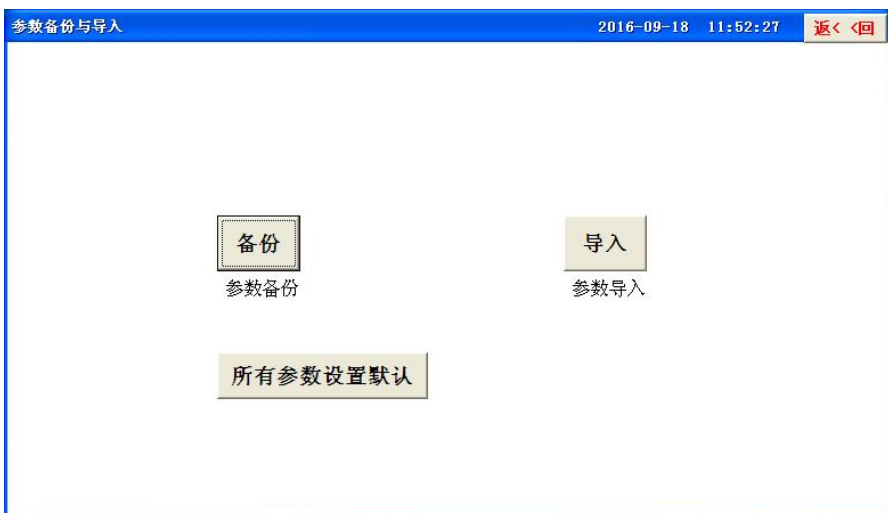 参数备份与导入 2016-09-18 11:52:27 返< <回
备份 导入
参数备份 参数导入
所有参数设置默认